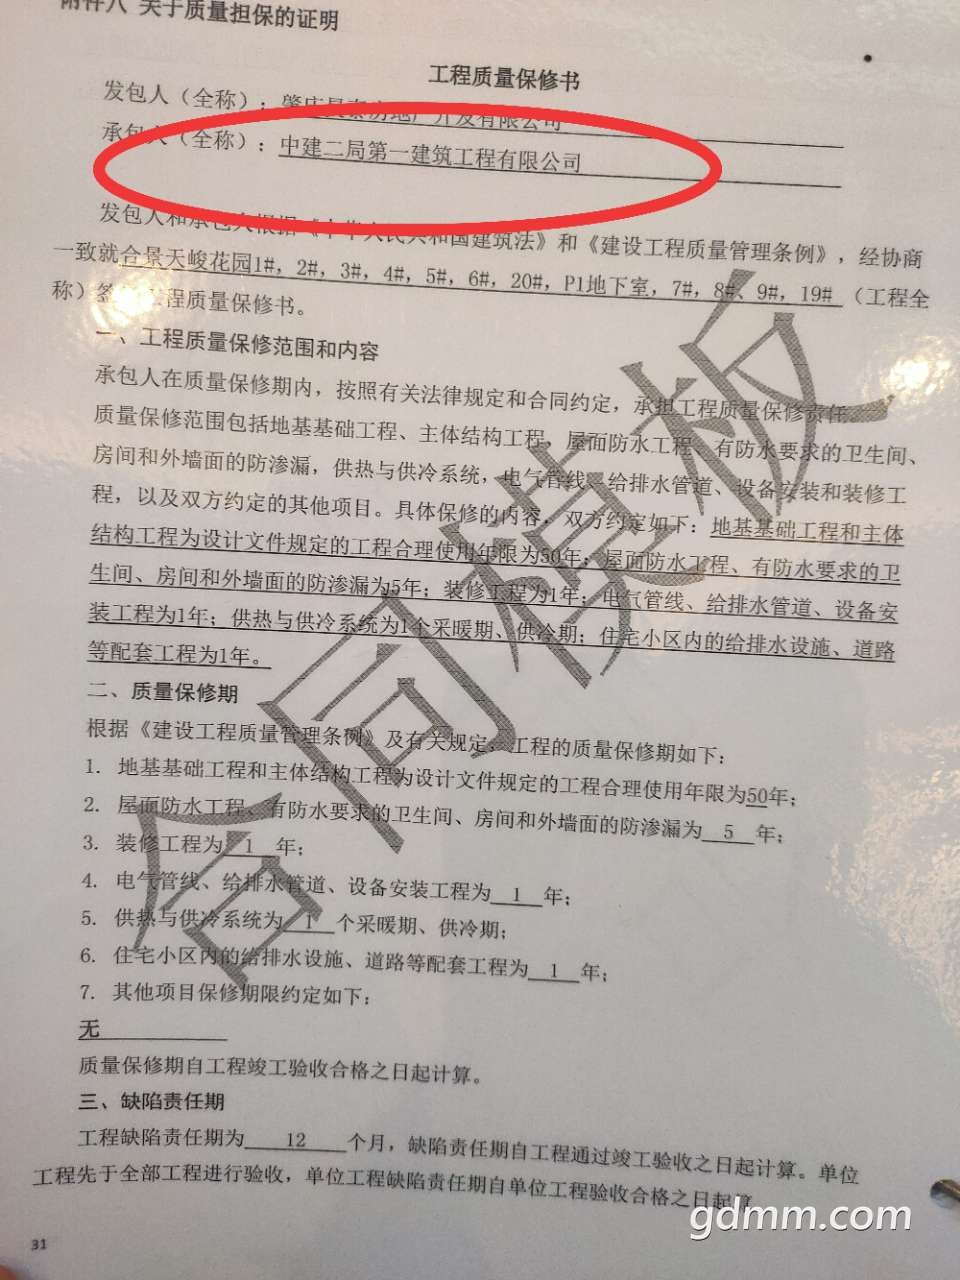 附件八 关于质量担保的证明
工程质量保修书
发包人（全称）：肇庆昊泰房地产开发有限公司
承包人（全称）：中建二局第一建筑工程有限公司
发包人和承包人根据《中华人民共和国建筑法》和《建设工程质量管理条例》，经协商
一致就合景天峻花园1#，2#，3#，4#，5#，6#，20#，P1地下室，7#，8#、9#，19#（工程全
称）签 工程质量保修书。
一、工程质量保修范围和内容
承包人在质量保修期内，按照有关法律规定和合同约定，承担工程质量保修责任。
质量保修范围包括地基基础工程、主体结构工程，屋面防水工程、有防水要求的卫生间、
房间和外墙面的防渗漏，供热与供冷系统，电气管线、给排水管道、设备安装和装修工
程，以及双方约定的其他项目。具体保修的内容，双方约定如下：地基基础工程和主体
结构工程为设计文件规定的工程合理使用年限为50年；屋面防水工程、有防水要求的卫
生间、房间和外墙面的防渗漏为5年；装修工程为1年；电气管线、给排水管道、设备安
装工程为1年；供热与供冷系统为1个采暖期、供冷期；住宅小区内的给排水设施、道路
等配套工程为1年。
二、质量保修期
根据《建设工程质量管理条例》及有关规定，工程的质量保修期如下：
1. 地基基础工程和主体结构工程为设计文件规定的工程合理使用年限为50年；
2. 屋面防水工程、有防水要求的卫生间、房间和外墙面的防渗漏为 5 年；
3. 装修工程为 1 年；
4. 电气管线、给排水管道、设备安装工程为 1 年；
5. 供热与供冷系统为 1 个采暖期、供冷期；
6. 住宅小区内的给排水设施、道路等配套工程为 1 年；
7. 其他项目保修期限约定如下：
无
质量保修期自工程竣工验收合格之日起计算。
三、缺陷责任期
工程缺陷责任期为 12 个月，缺陷责任期自工程通过竣工验收之日起计算。单位
工程先于全部工程进行验收，单位工程缺陷责任期自单位工程验收合格之日起算
31
合同模板
gdmm.com